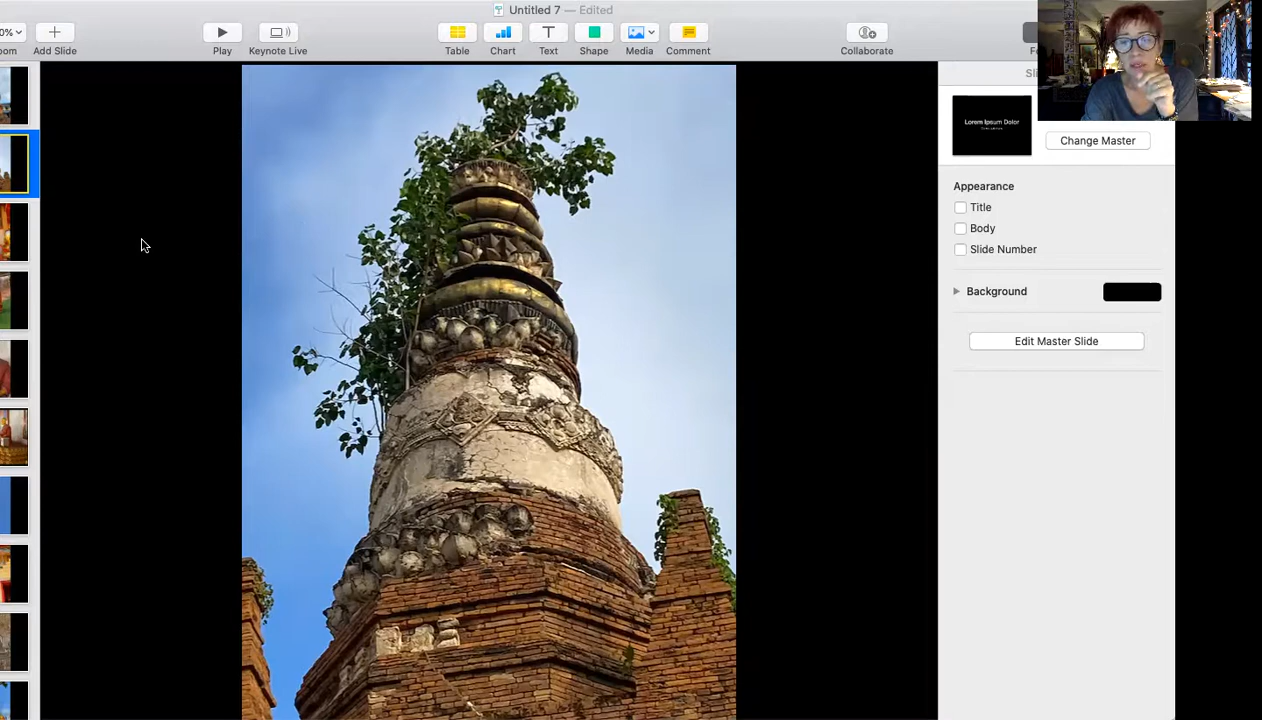 Untitled 7 — Edited
0%
Add Slide
Play
Keynote Live
Table
Chart
Text
Shape
Media
Comment
Collaborate
Lorem Ipsum Dolor
Change Master
Appearance
Title
Body
Slide Number
Background
Edit Master Slide